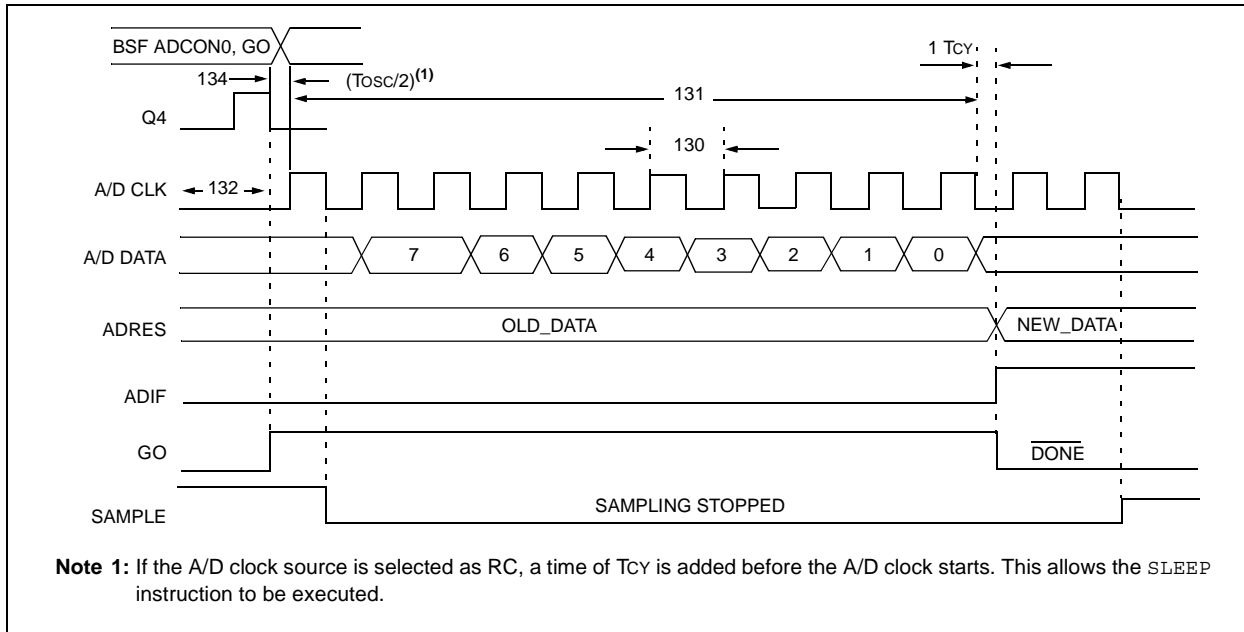 BSF ADCON0, GO
1 TCY
134
(TOSC/2)(1)
131
Q4
130
A/D CLK
132
A/D DATA
7 6 5 4 3 2 1 0
ADRES
OLD_DATA
NEW_DATA
ADIF
GO
DONE
SAMPLE
SAMPLING STOPPED
Note 1: If the A/D clock source is selected as RC, a time of TCY is added before the A/D clock starts. This allows the SLEEP
instruction to be executed.